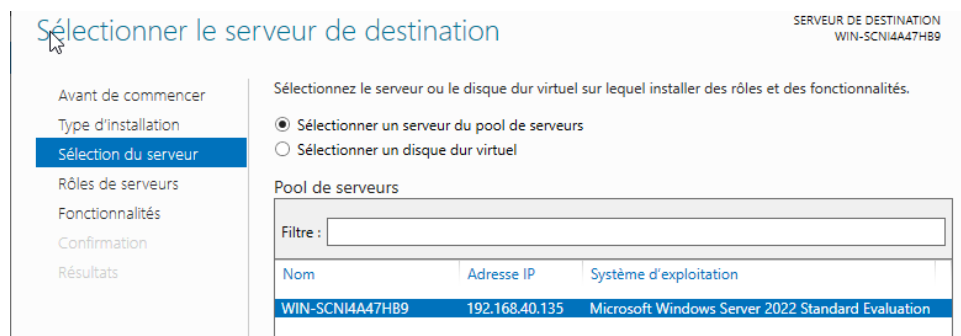 Sélectionner le serveur de destination
SERVEUR DE DESTINATION
WIN-SCNI4A47HB9
Avant de commencer
Type d'installation
Sélection du serveur
Rôles de serveurs
Fonctionnalités
Confirmation
Résultats
Sélectionnez le serveur ou le disque dur virtuel sur lequel installer des rôles et des fonctionnalités.
Sélectionner un serveur du pool de serveurs
Sélectionner un disque dur virtuel
Pool de serveurs
Filtre :
Nom Adresse IP Système d'exploitation
WIN-SCNI4A47HB9 192.168.40.135 Microsoft Windows Server 2022 Standard Evaluation